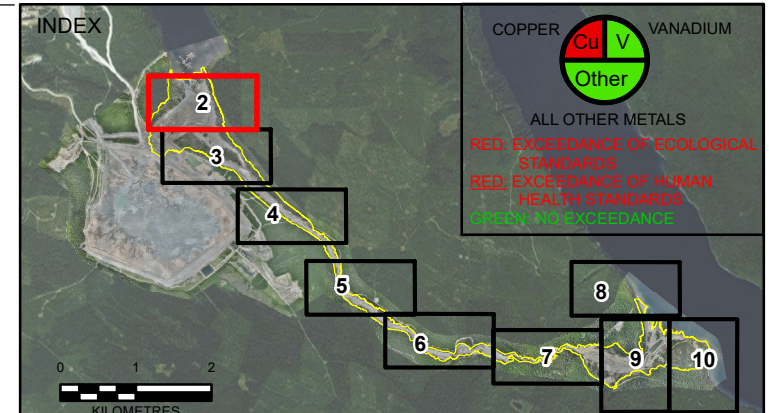 INDEX
COPPER VANADIUM
Cu V
Other
ALL OTHER METALS
RED: EXCEEDANCE OF ECOLOGICAL
STANDARDS
RED: EXCEEDANCE OF HUMAN
HEALTH STANDARDS
GREEN: NO EXCEEDANCE
2
3
4
5
6
7
8
9
10
0 1 2
KILOMETRES